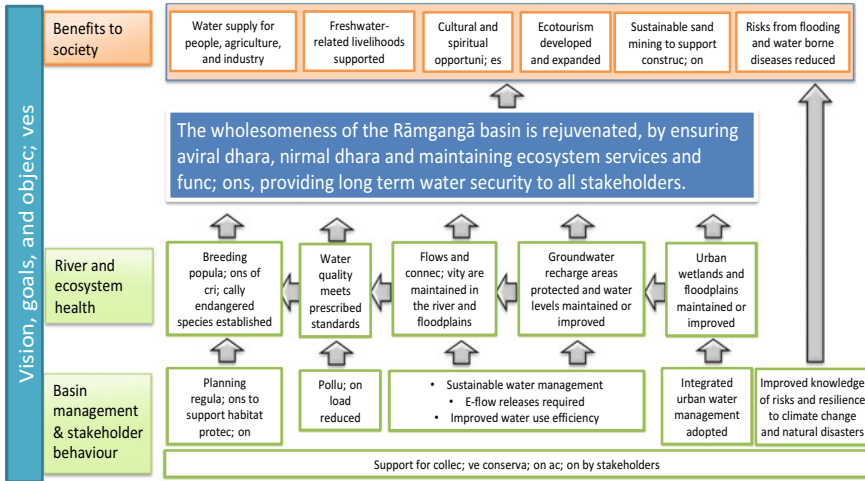 Vision, goals, and objec; ves
Benefits to
society
Water supply for
people, agriculture,
and industry
Freshwater-
related livelihoods
supported
Cultural and
spiritual
opportuni; es
Ecotourism
developed
and expanded
Sustainable sand
mining to support
construc; on
Risks from flooding
and water borne
diseases reduced
The wholesomeness of the Rāmgangā basin is rejuvenated, by ensuring
aviral dhara, nirmal dhara and maintaining ecosystem services and
func; ons, providing long term water security to all stakeholders.
River and
ecosystem
health
Breeding
popula; ons of
cri; cally
endangered
species established
Water
quality
meets
prescribed
standards
Flows and
connec; vity are
maintained in
the river and
floodplains
Groundwater
recharge areas
protected and water
levels maintained or
improved
Urban
wetlands and
floodplains
maintained or
improved
Basin
management
& stakeholder
behaviour
Planning
regula; ons to
support habitat
protec; on
Pollu; on
load
reduced
• Sustainable water management
• E-flow releases required
• Improved water use efficiency
Integrated
urban water
management
adopted
Improved knowledge
of risks and resilience
to climate change
and natural disasters
Support for collec; ve conserva; on ac; on by stakeholders